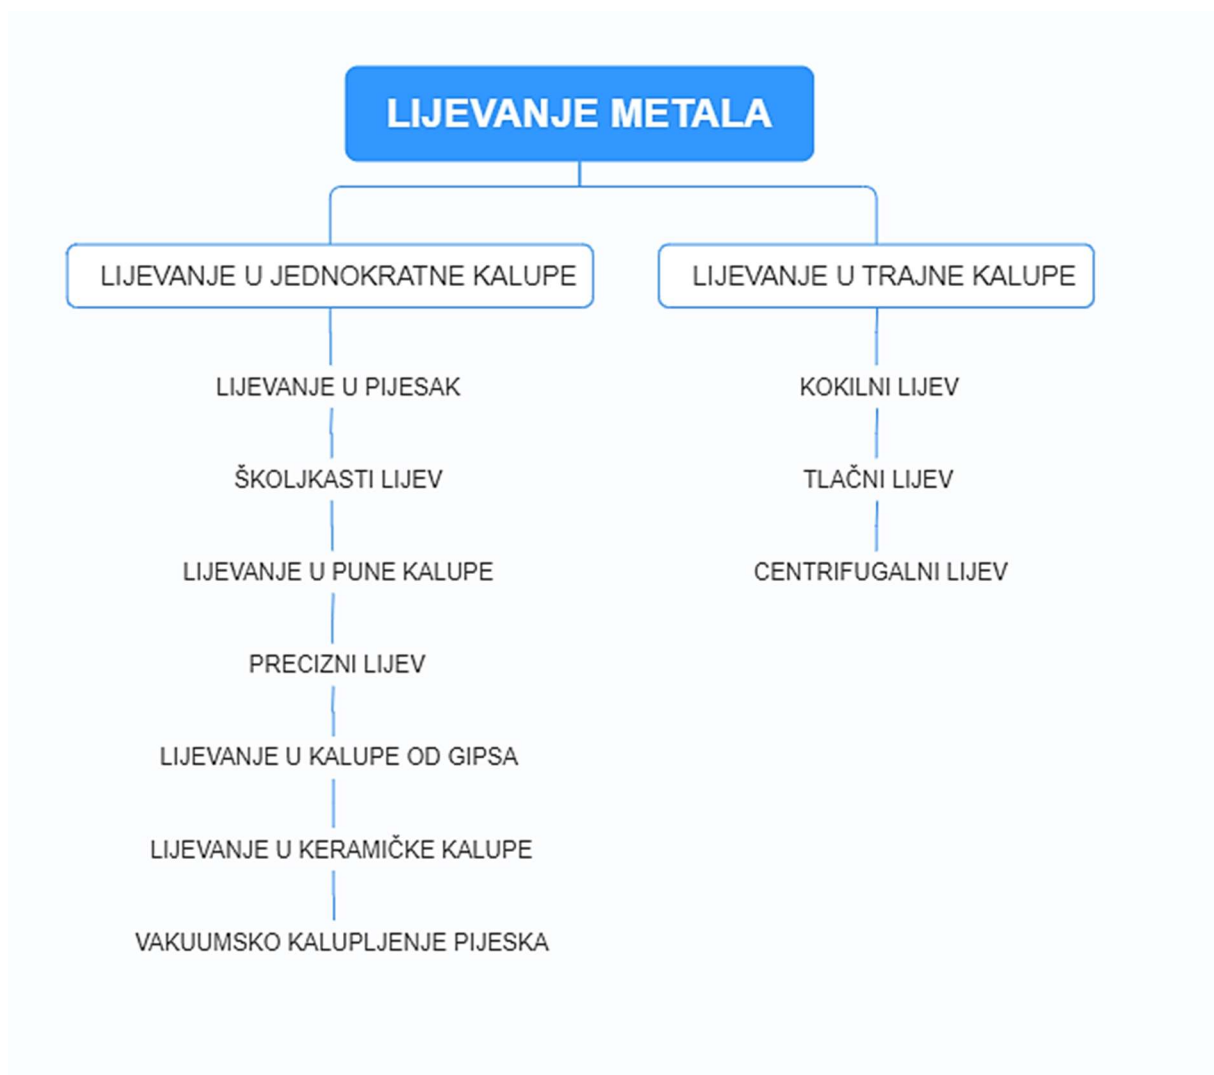 LIJEVANJE METALA
LIJEVANJE U JEDNOKRATNE KALUPE
LIJEVANJE U PIJESAK
ŠKOLJKASTI LIJEV
LIJEVANJE U PUNE KALUPE
PRECIZNI LIJEV
LIJEVANJE U KALUPE OD GIPSA
LIJEVANJE U KERAMIČKE KALUPE
VAKUUMSKO KALUPLJENJE PIJESKA
LIJEVANJE U TRAJNE KALUPE
KOKILNI LIJEV
TLAČNI LIJEV
CENTRIFUGALNI LIJEV